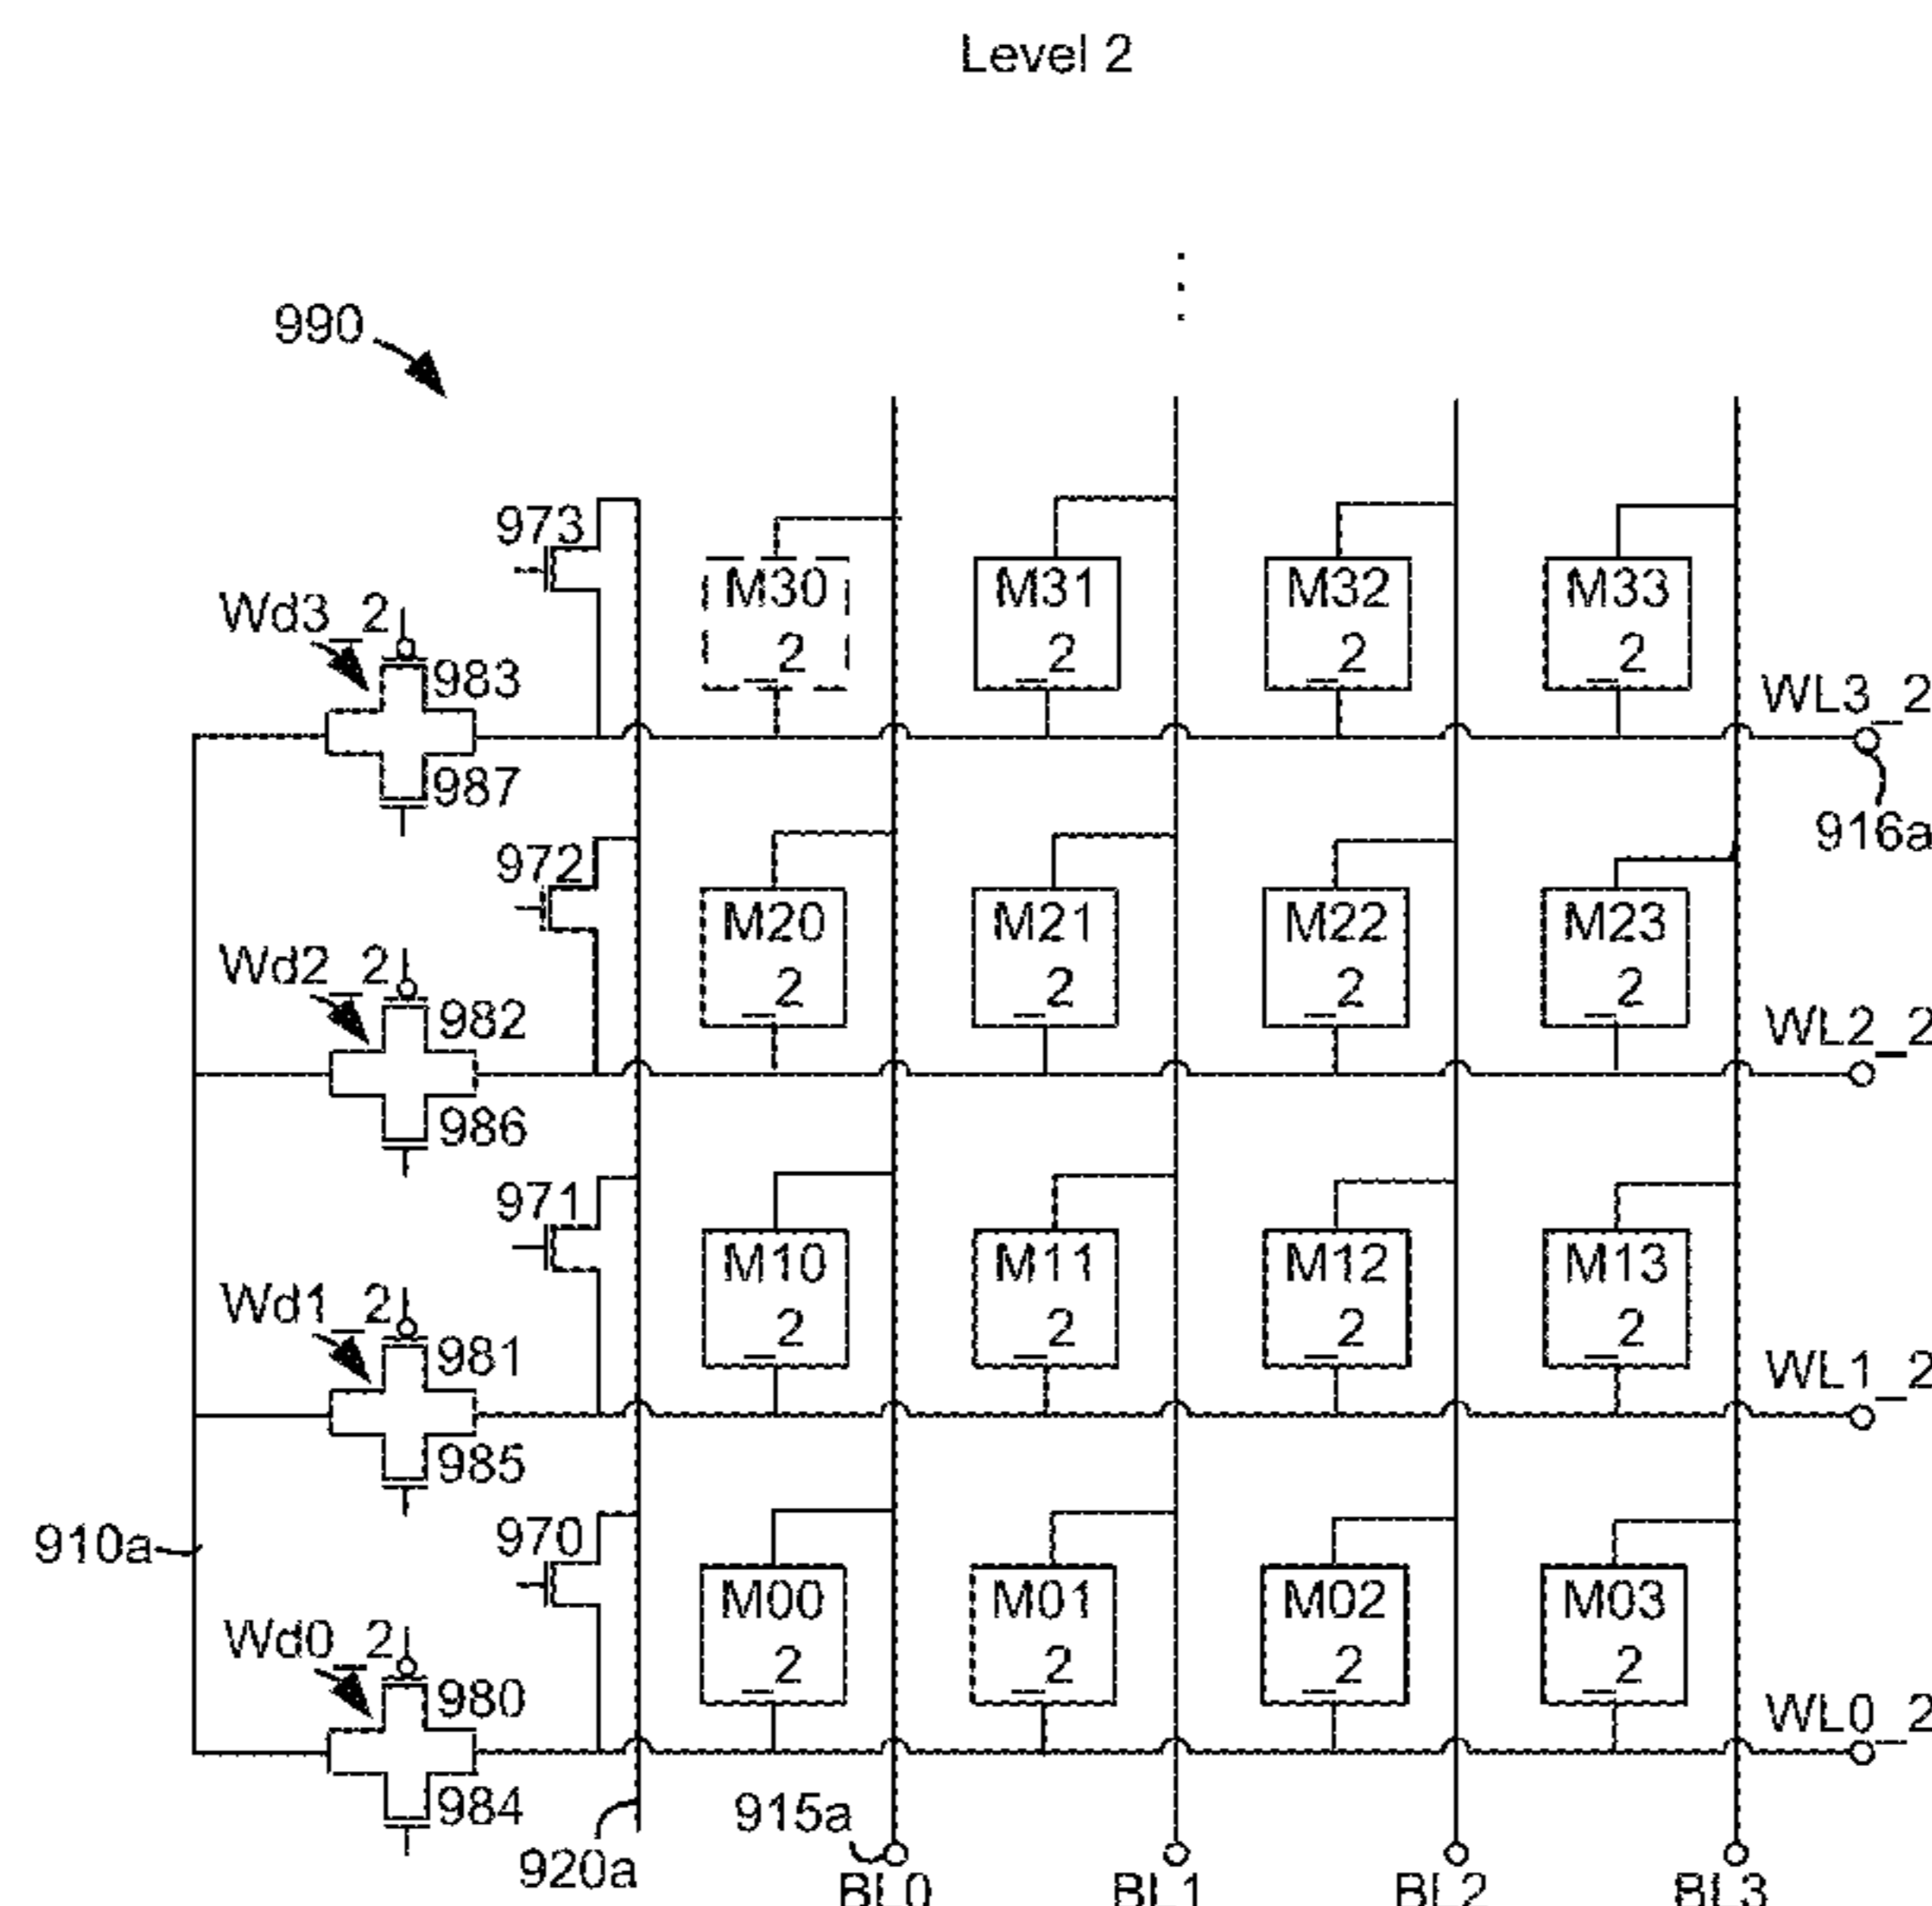 Level 2
990
973
M30
_2
M31
_2
M32
_2
M33
_2
Wd3_2
983
WL3_2
987
916a
972
M20
_2
M21
_2
M22
_2
M23
_2
Wd2_2
982
WL2_2
986
971
M10
_2
M11
_2
M12
_2
M13
_2
Wd1_2
981
WL1_2
985
910a
970
M00
_2
M01
_2
M02
_2
M03
_2
Wd0_2
980
WL0_2
984
915a
920a
BL0
BL1
BL2
BL3